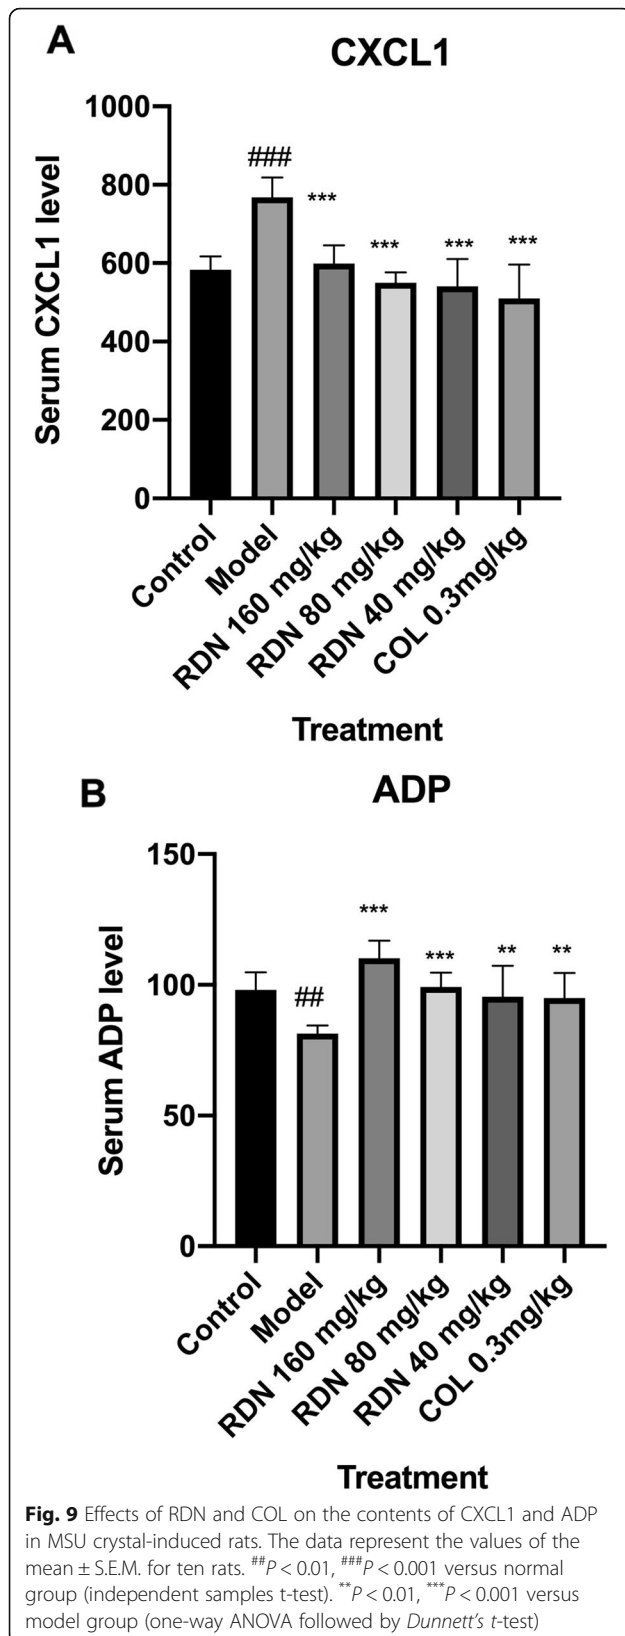 A
CXCL1
1000
800
600
400
200
0
Serum CXCL1 level
###
***
***
***
***
Control
Model
RDN 160 mg/kg
RDN 80 mg/kg
RDN 40 mg/kg
COL 0.3mg/kg
Treatment
B
ADP
150
100
50
0
Serum ADP level
##
***
***
**
**
Control
Model
RDN 160 mg/kg
RDN 80 mg/kg
RDN 40 mg/kg
COL 0.3mg/kg
Treatment
Fig. 9 Effects of RDN and COL on the contents of CXCL1 and ADP
in MSU crystal-induced rats. The data represent the values of the
mean ± S.E.M. for ten rats. ##P < 0.01, ###P < 0.001 versus normal
group (independent samples t-test). **P < 0.01, ***P < 0.001 versus
model group (one-way ANOVA followed by Dunnett's t-test)